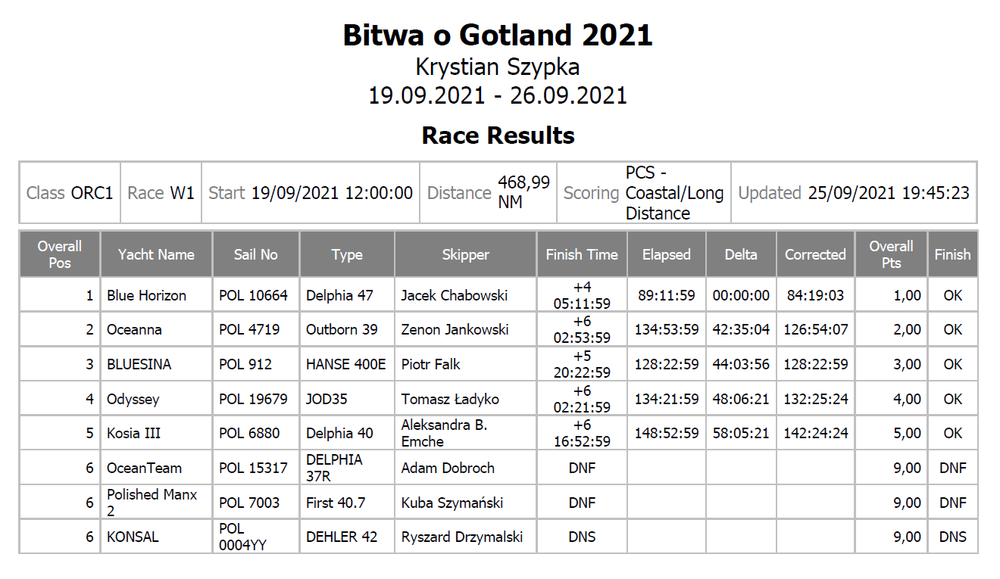 Bitwa o Gotland 2021
Krystian Szypka
19.09.2021 - 26.09.2021
Race Results
Class ORC1 Race W1 Start 19/09/2021 12:00:00 Distance 468,99 NM Scoring PCS - Coastal/Long Distance Updated 25/09/2021 19:45:23
Overall Pos Yacht Name Sail No Type Skipper Finish Time Elapsed Delta Corrected Overall Pts Finish
1 Blue Horizon POL 10664 Delphia 47 Jacek Chabowski +4 05:11:59 89:11:59 00:00:00 84:19:03 1,00 OK
2 Oceanna POL 4719 Outborn 39 Zenon Jankowski +6 02:53:59 134:53:59 42:35:04 126:54:07 2,00 OK
3 BLUESINA POL 912 HANSE 400E Piotr Falk +5 20:22:59 128:22:59 44:03:56 128:22:59 3,00 OK
4 Odyssey POL 19679 JOD35 Tomasz Ładyko +6 02:21:59 134:21:59 48:06:21 132:25:24 4,00 OK
5 Kosia III POL 6880 Delphia 40 Aleksandra B. Emche +6 16:52:59 148:52:59 58:05:21 142:24:24 5,00 OK
6 OceanTeam POL 15317 DELPHIA 37R Adam Dobroch DNF 9,00 DNF
6 Polished Manx 2 POL 7003 First 40.7 Kuba Szymański DNF 9,00 DNF
6 KONSAL POL 0004YY DEHLER 42 Ryszard Drzymalski DNS 9,00 DNS